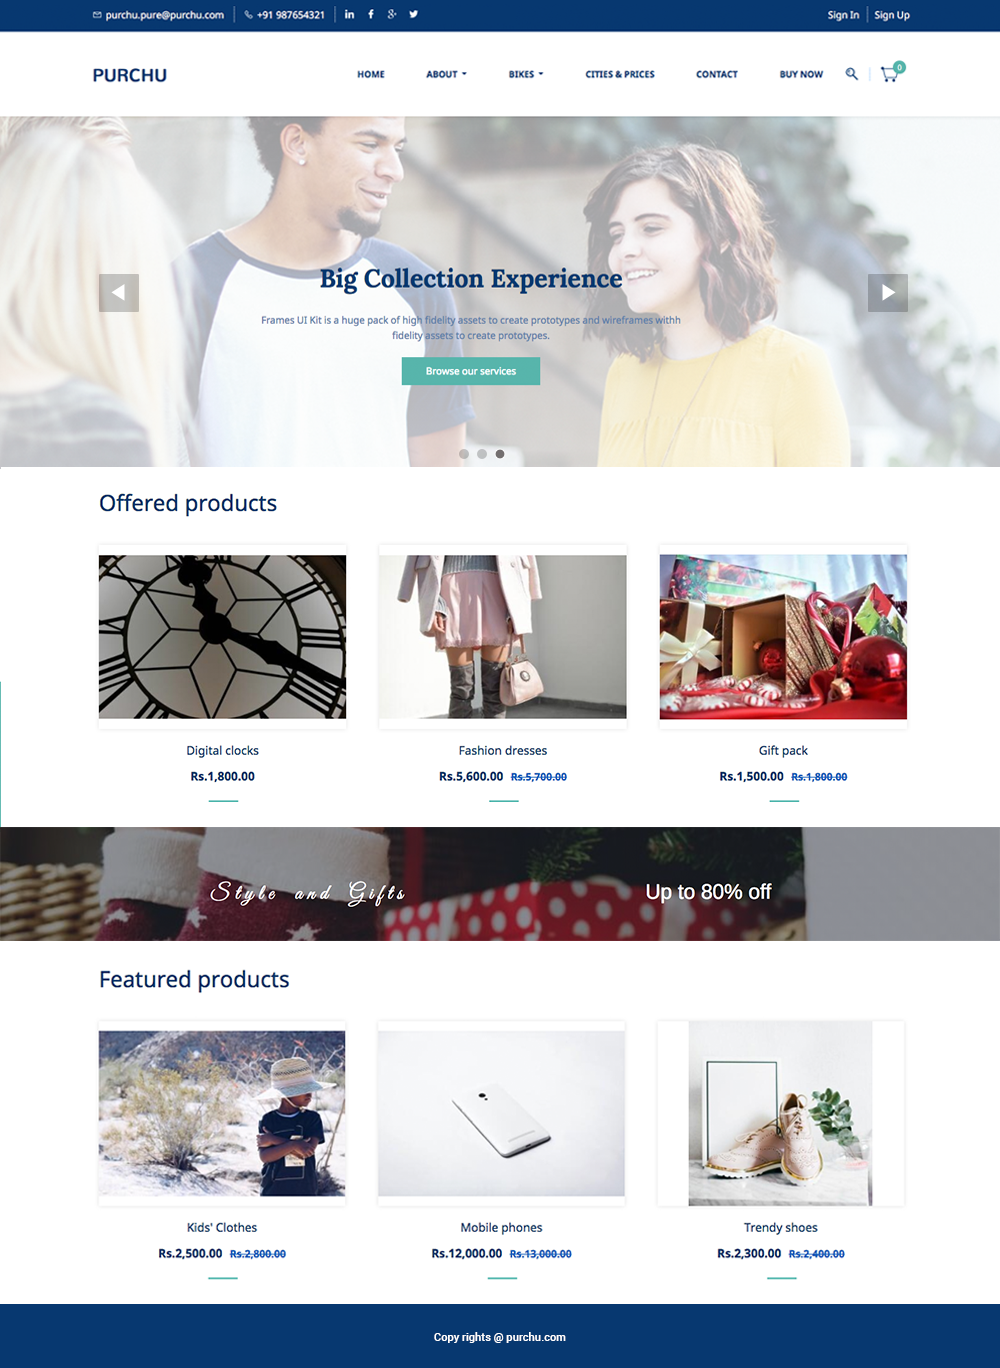 purchu.pure@purchu.com +91 987654321 in f g+ Sign In Sign Up
PURCHU HOME ABOUT BIKES CITIES & PRICES CONTACT BUY NOW 0
Big Collection Experience
Frames UI Kit is a huge pack of high fidelity assets to create prototypes and wireframes withh
fidelity assets to create prototypes.
Browse our services
Offered products
Digital clocks Fashion dresses Gift pack
Rs.1,800.00 Rs.5,600.00 Rs.5,700.00 Rs.1,500.00 Rs.1,800.00
Style and Gifts Up to 80% off
Featured products
Kids' Clothes Mobile phones Trendy shoes
Rs.2,500.00 Rs.2,800.00 Rs.12,000.00 Rs.13,000.00 Rs.2,300.00 Rs.2,400.00
Copy rights @ purchu.com